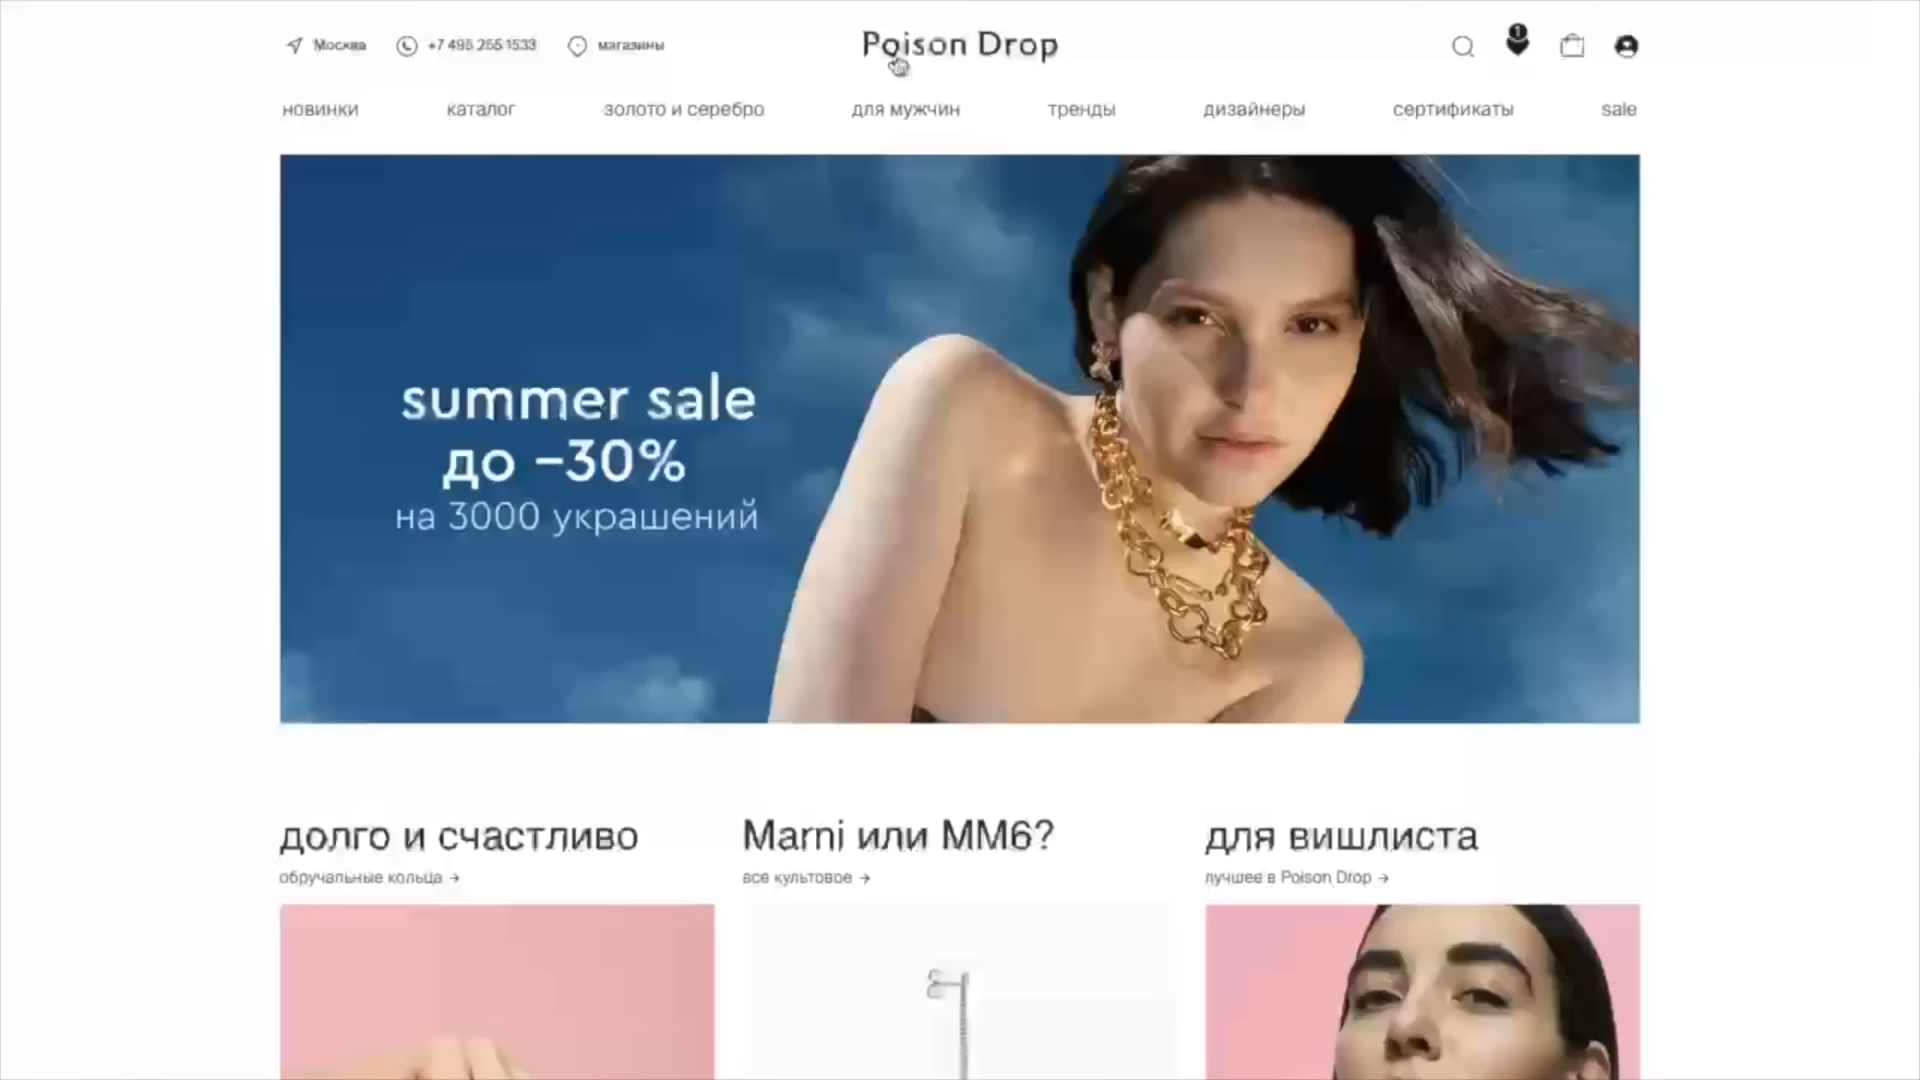 Москва
+7 495 255 1533
магазины
Poison Drop
1
новинки
каталог
золото и серебро
для мужчин
тренды
дизайнеры
сертификаты
sale
summer sale
до −30%
на 3000 украшений
долго и счастливо
обручальные кольца →
Marni или MM6?
все культовое →
для вишлиста
лучшее в Poison Drop →